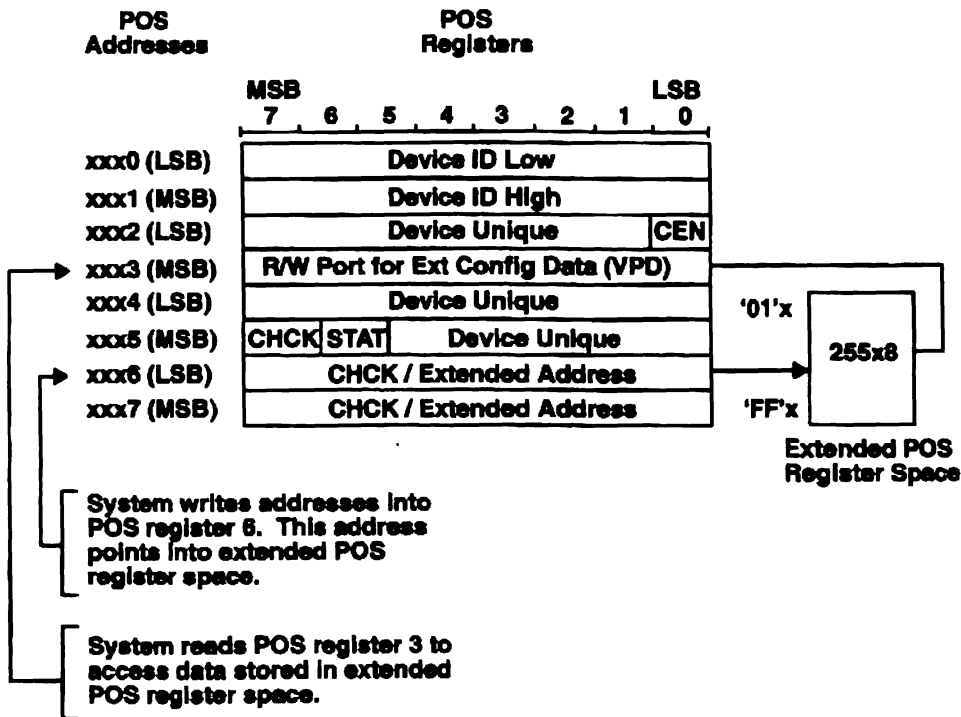 POS Addresses
POS Registers
MSB LSB
7 6 5 4 3 2 1 0
xxx0 (LSB) Device ID Low
xxx1 (MSB) Device ID High
xxx2 (LSB) Device Unique CEN
xxx3 (MSB) R/W Port for Ext Config Data (VPD)
xxx4 (LSB) Device Unique
'01'x
xxx5 (MSB) CHCK STAT Device Unique
255x8
xxx6 (LSB) CHCK / Extended Address
xxx7 (MSB) CHCK / Extended Address
'FF'x
Extended POS
Register Space
System writes addresses into
POS register 6. This address
points into extended POS
register space.
System reads POS register 3 to
access data stored in extended
POS register space.